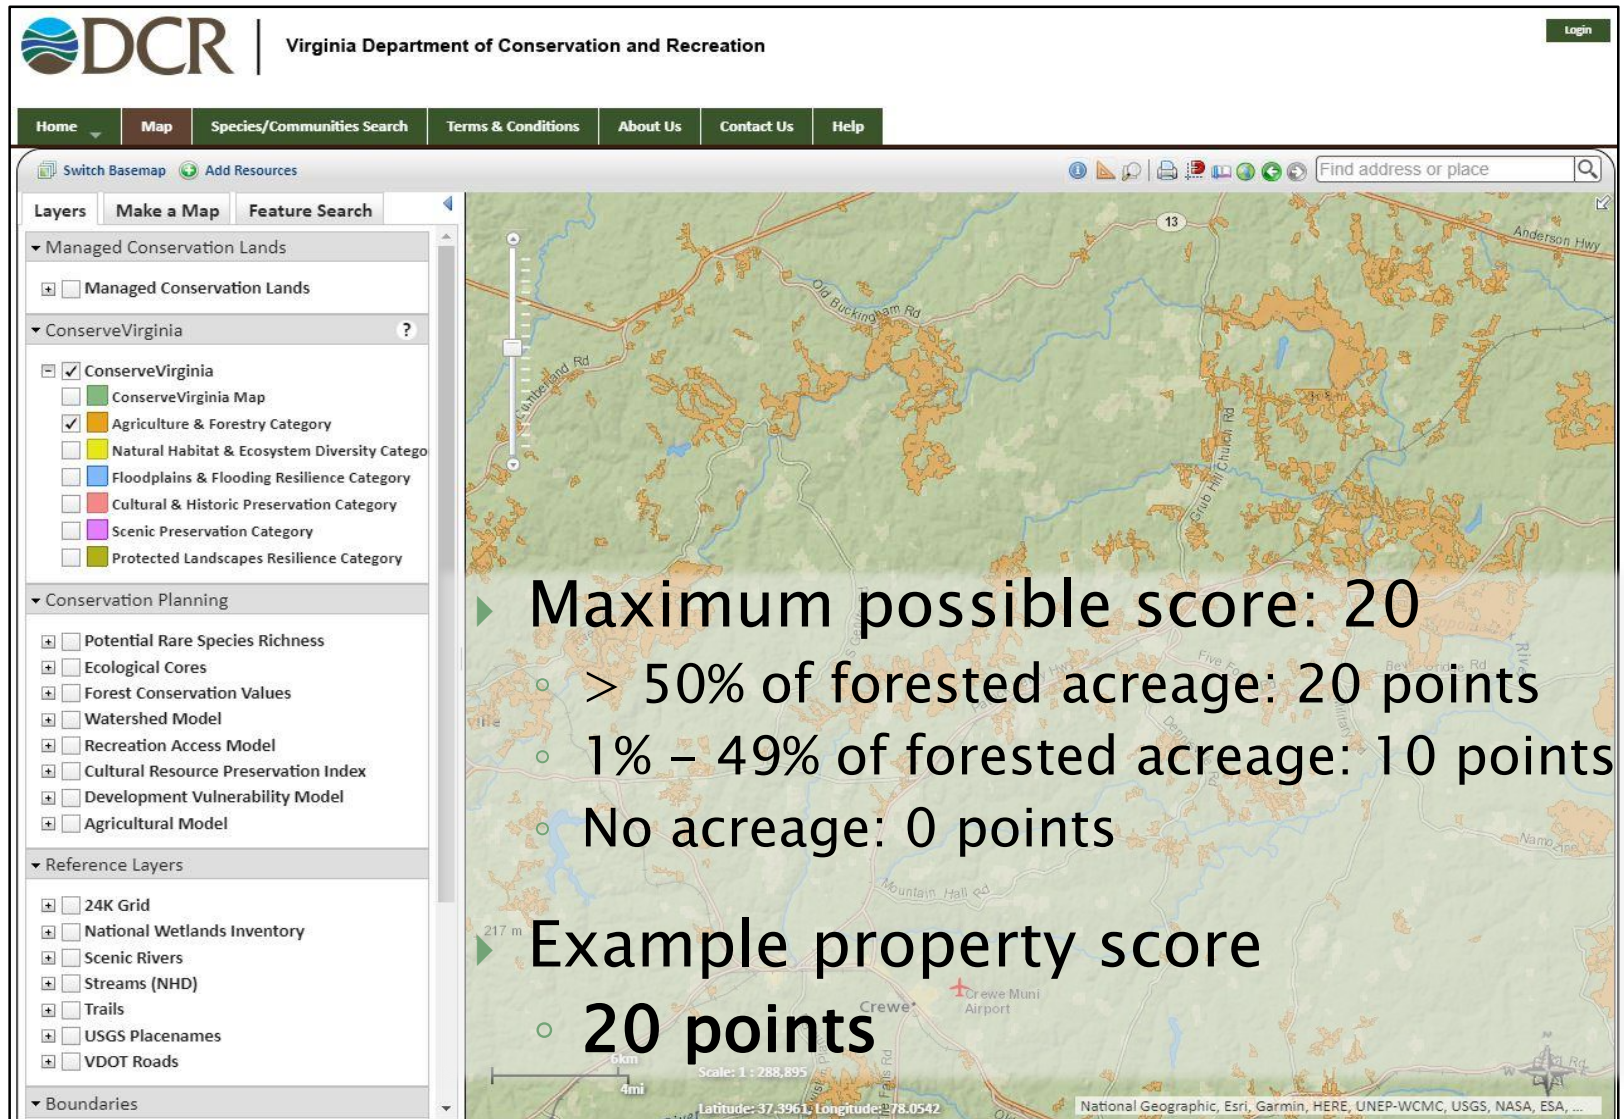 DCR
Virginia Department of Conservation and Recreation
Login
Home
Map
Species/Communities Search
Terms & Conditions
About Us
Contact Us
Help
Switch Basemap
Add Resources
Find address or place
Layers
Make a Map
Feature Search
Managed Conservation Lands
Managed Conservation Lands
ConserveVirginia
?
ConserveVirginia
ConserveVirginia Map
Agriculture & Forestry Category
Natural Habitat & Ecosystem Diversity Catego
Floodplains & Flooding Resilience Category
Cultural & Historic Preservation Category
Scenic Preservation Category
Protected Landscapes Resilience Category
Conservation Planning
Potential Rare Species Richness
Ecological Cores
Forest Conservation Values
Watershed Model
Recreation Access Model
Cultural Resource Preservation Index
Development Vulnerability Model
Agricultural Model
Reference Layers
24K Grid
National Wetlands Inventory
Scenic Rivers
Streams (NHD)
Trails
USGS Placenames
VDOT Roads
Boundaries
13
Anderson Hwy
Old Buckingham Rd
Cumberland Rd
Grub Hill Church Rd
Maximum possible score: 20
> 50% of forested acreage: 20 points
1% – 49% of forested acreage: 10 points
No acreage: 0 points
Mountain Hall Rd
217 m
Example property score
Crewe
Crewe Muni
Airport
20 points
6km
4mi
Scale: 1 : 288,895
Latitude: 37.3961, Longitude: -78.0542
National Geographic, Esri, Garmin, HERE, UNEP-WCMC, USGS, NASA, ESA, ...